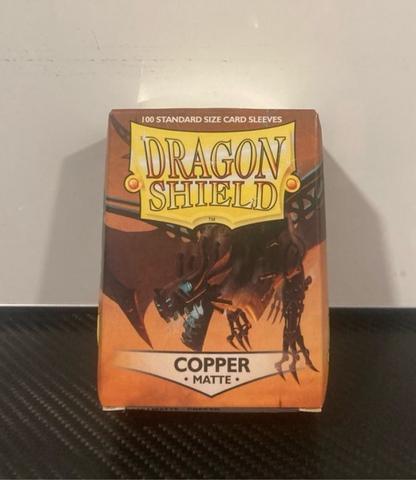 100 STANDARD SIZE CARD SLEEVES
DRAGON
SHIELD
TM
COPPER
• MATTE •